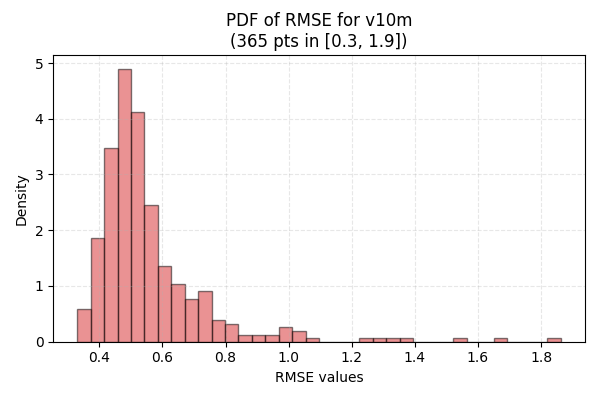 PDF of RMSE for v10m
(365 pts in [0.3, 1.9])
Density
5
4
3
2
1
0
0.4 0.6 0.8 1.0 1.2 1.4 1.6 1.8
RMSE values